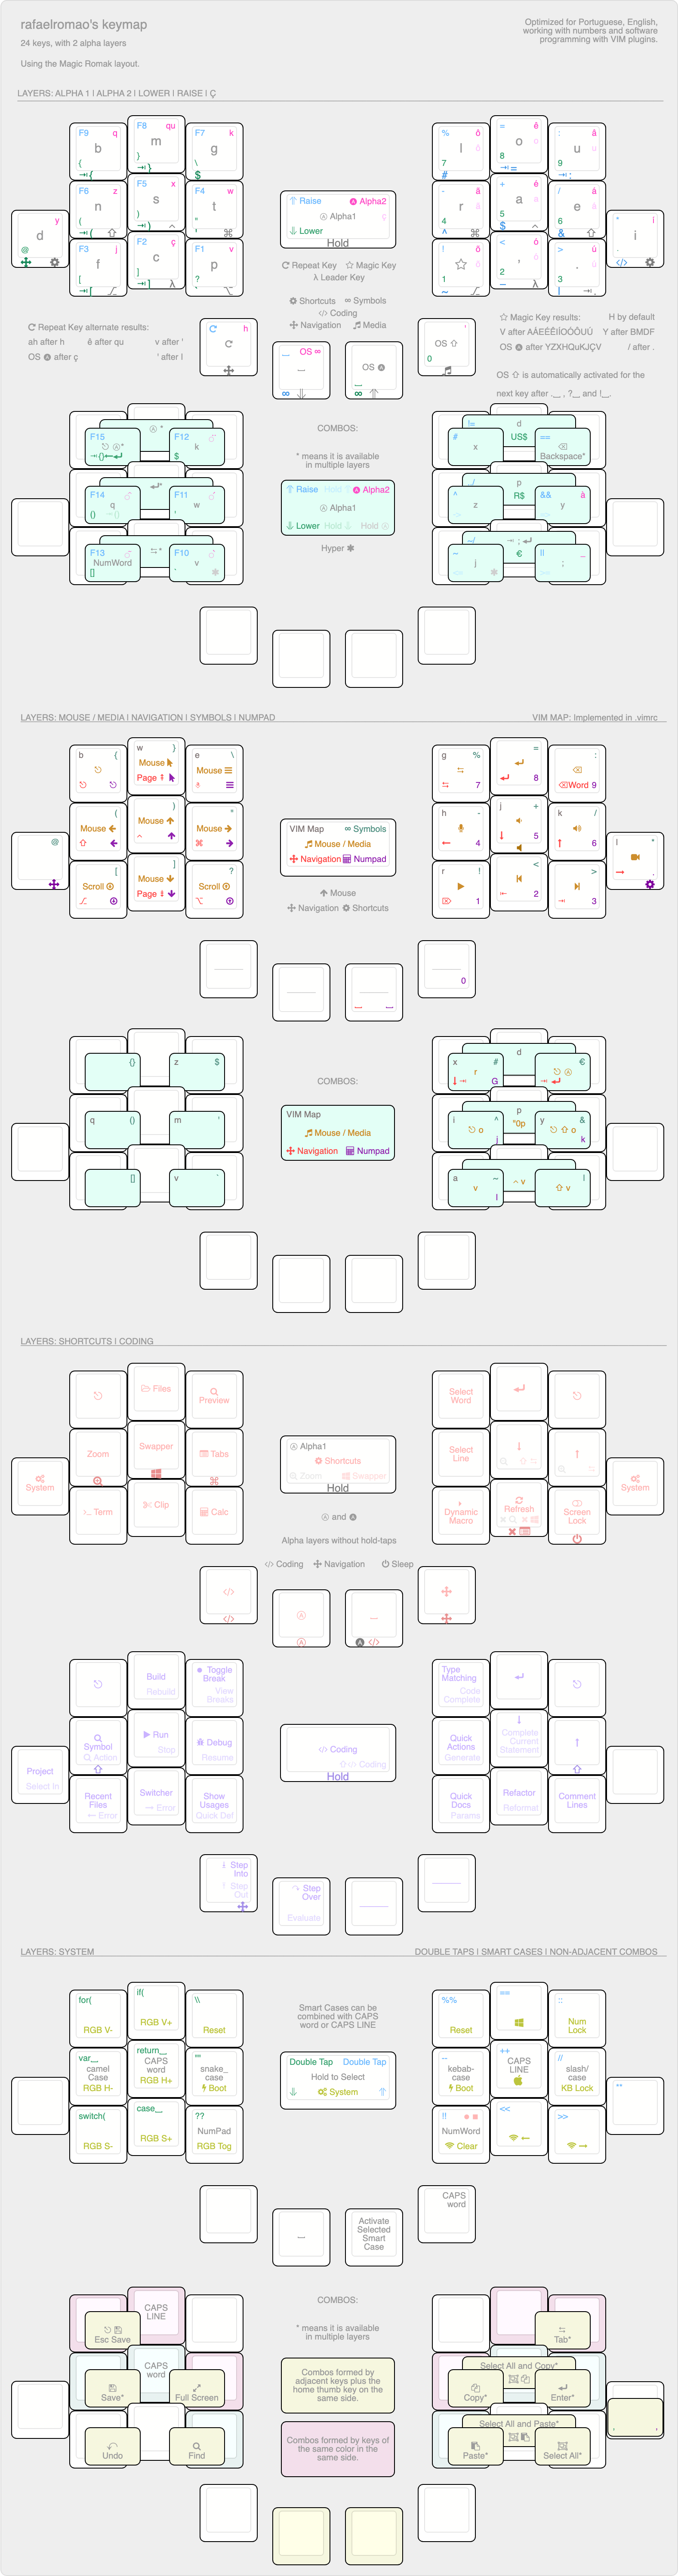 rafaelromao's keymap
24 keys, with 2 alpha layers
Using the Magic Romak layout.
Optimized for Portuguese, English,
working with numbers and software
programming with VIM plugins.
LAYERS: ALPHA 1 | ALPHA 2 | LOWER | RAISE | Ç
F9 q
b
{
F8 qu
m
}
F7 k
g
\
$
F6 z
n
(
F5 x
s
)
F4 w
t
"
'
y
d
@
F3 j
f
[
F2 ç
c
]
λ
F1 p
v
?
Raise Alpha2
Alpha1 ç
Lower
Hold
Repeat Key Magic Key
λ Leader Key
Shortcuts ∞ Symbols
</> Coding
Navigation Media
% ô
l
7
#
= ê
o
8
=
: â
u
9
:
- ã
r
4
^
+ é
a
5
$
/ á
e
6
&
* i
i
</>
! õ
1
~
< ó
'
2
_
> ú
.
3
|
Repeat Key alternate results:
ah after h ê after qu v after '
OS after ç ' after I
h
OS ∞
∞
OS
OS
'
0
Magic Key results: H by default
V after AÂEÉÊIÍOÓÔUÚ Y after BMDF
OS after YZXHQuKJÇV / after .
OS is automatically activated for the
next key after ._ , ?_ and !_.
COMBOS:
* means it is available
in multiple layers
F15
{}
F12
k
$
F14
q
()
F11
w
'
F13
NumWord
[]
F10
v
Raise Hold Alpha2
Alpha1
Lower Hold Hold
Hyper
!= d
US$
#
x
==
Backspace*
./ p
R$
^
z
&& à
y
~/ ;
€
~
j
|| _
;
LAYERS: MOUSE / MEDIA | NAVIGATION | SYMBOLS | NUMPAD
VIM MAP: Implemented in .vimrc
b {
w }
Mouse
Page
e \
Mouse
(
Mouse
)
Mouse
"
Mouse
@
[
Scroll
]
Mouse
Page
?
Scroll
VIM Map ∞ Symbols
Mouse / Media
Navigation Numpad
Mouse
Navigation Shortcuts
g %
7
=
8
:
Word 9
h -
4
j +
5
k /
6
l *
.
r !
1
<
2
>
3
0
COMBOS:
{}
z $
q ()
m '
[]
v `
VIM Map
Mouse / Media
Navigation Numpad
d
x #
r
G
€
p
"0p
i ^
o
j
y &
o
k
v
a ~
v
l
|
v
LAYERS: SHORTCUTS | CODING
Files
Preview
Zoom
Swapper
Tabs
System
Term
Clip
Calc
Alpha1
Shortcuts
Zoom Swapper
Hold
and
Alpha layers without hold-taps
</> Coding Navigation Sleep
Select
Word
Select
Line
System
Dynamic
Macro
Refresh
Screen
Lock
</>
</>
</>
Build
Rebuild
Toggle
Break
View
Breaks
Symbol
Action
Run
Stop
Debug
Resume
Project
Select In
Recent
Files
Error
Switcher
Error
Show
Usages
Quick Def
</> Coding
</> Coding
Hold
Type
Matching
Code
Complete
Quick
Actions
Generate
Complete
Current
Statement
Quick
Docs
Params
Refactor
Reformat
Comment
Lines
Step
Into
Step
Out
Step
Over
Evaluate
LAYERS: SYSTEM
DOUBLE TAPS | SMART CASES | NON-ADJACENT COMBOS
for(
RGB V-
if(
RGB V+
\\
Reset
var_
camel
Case
RGB H-
return_
CAPS
word
RGB H+
""
snake_
case
Boot
switch(
RGB S-
case_
RGB S+
??
NumPad
RGB Tog
Smart Cases can be
combined with CAPS
word or CAPS LINE
Double Tap Double Tap
Hold to Select
System
%%
Reset
==
::
Num
Lock
--
kebab-
case
Boot
++
CAPS
LINE
//
slash/
case
KB Lock
**
!!
NumWord
Clear
<<
>>
Activate
Selected
Smart
Case
CAPS
word
COMBOS:
* means it is available
in multiple layers
CAPS
LINE
Esc Save
CAPS
word
Save*
Full Screen
Undo
Find
Combos formed by
adjacent keys plus the
home thumb key on the
same side.
Combos formed by keys of
the same color in the
same side.
Tab*
Select All and Copy*
Copy*
Enter*
Select All and Paste*
Paste*
Select All*